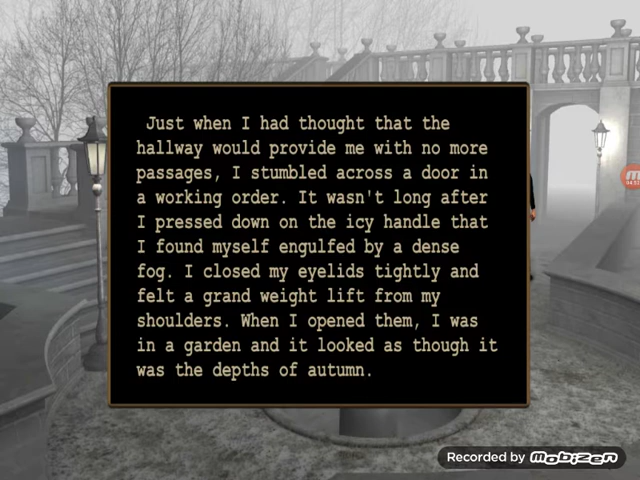 Just when I had thought that the
hallway would provide me with no more
passages, I stumbled across a door in
a working order. It wasn't long after
I pressed down on the icy handle that
I found myself engulfed by a dense
fog. I closed my eyelids tightly and
felt a grand weight lift from my
shoulders. When I opened them, I was
in a garden and it looked as though it
was the depths of autumn.
Recorded by Mobizen